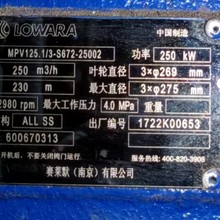 LOWARA
中国制造
MPV125.1/3-S672-25002 功率 250 kW
250 m3/h 叶轮直径 3×φ269 mm
230 m 最大直径 3×φ275 mm
2980 rpm 最大工作压力 4.0 MPa
ALL SS 出厂编号 1722K00653
600670313
服务热线: 400-820-3906
赛莱默（南京）有限公司